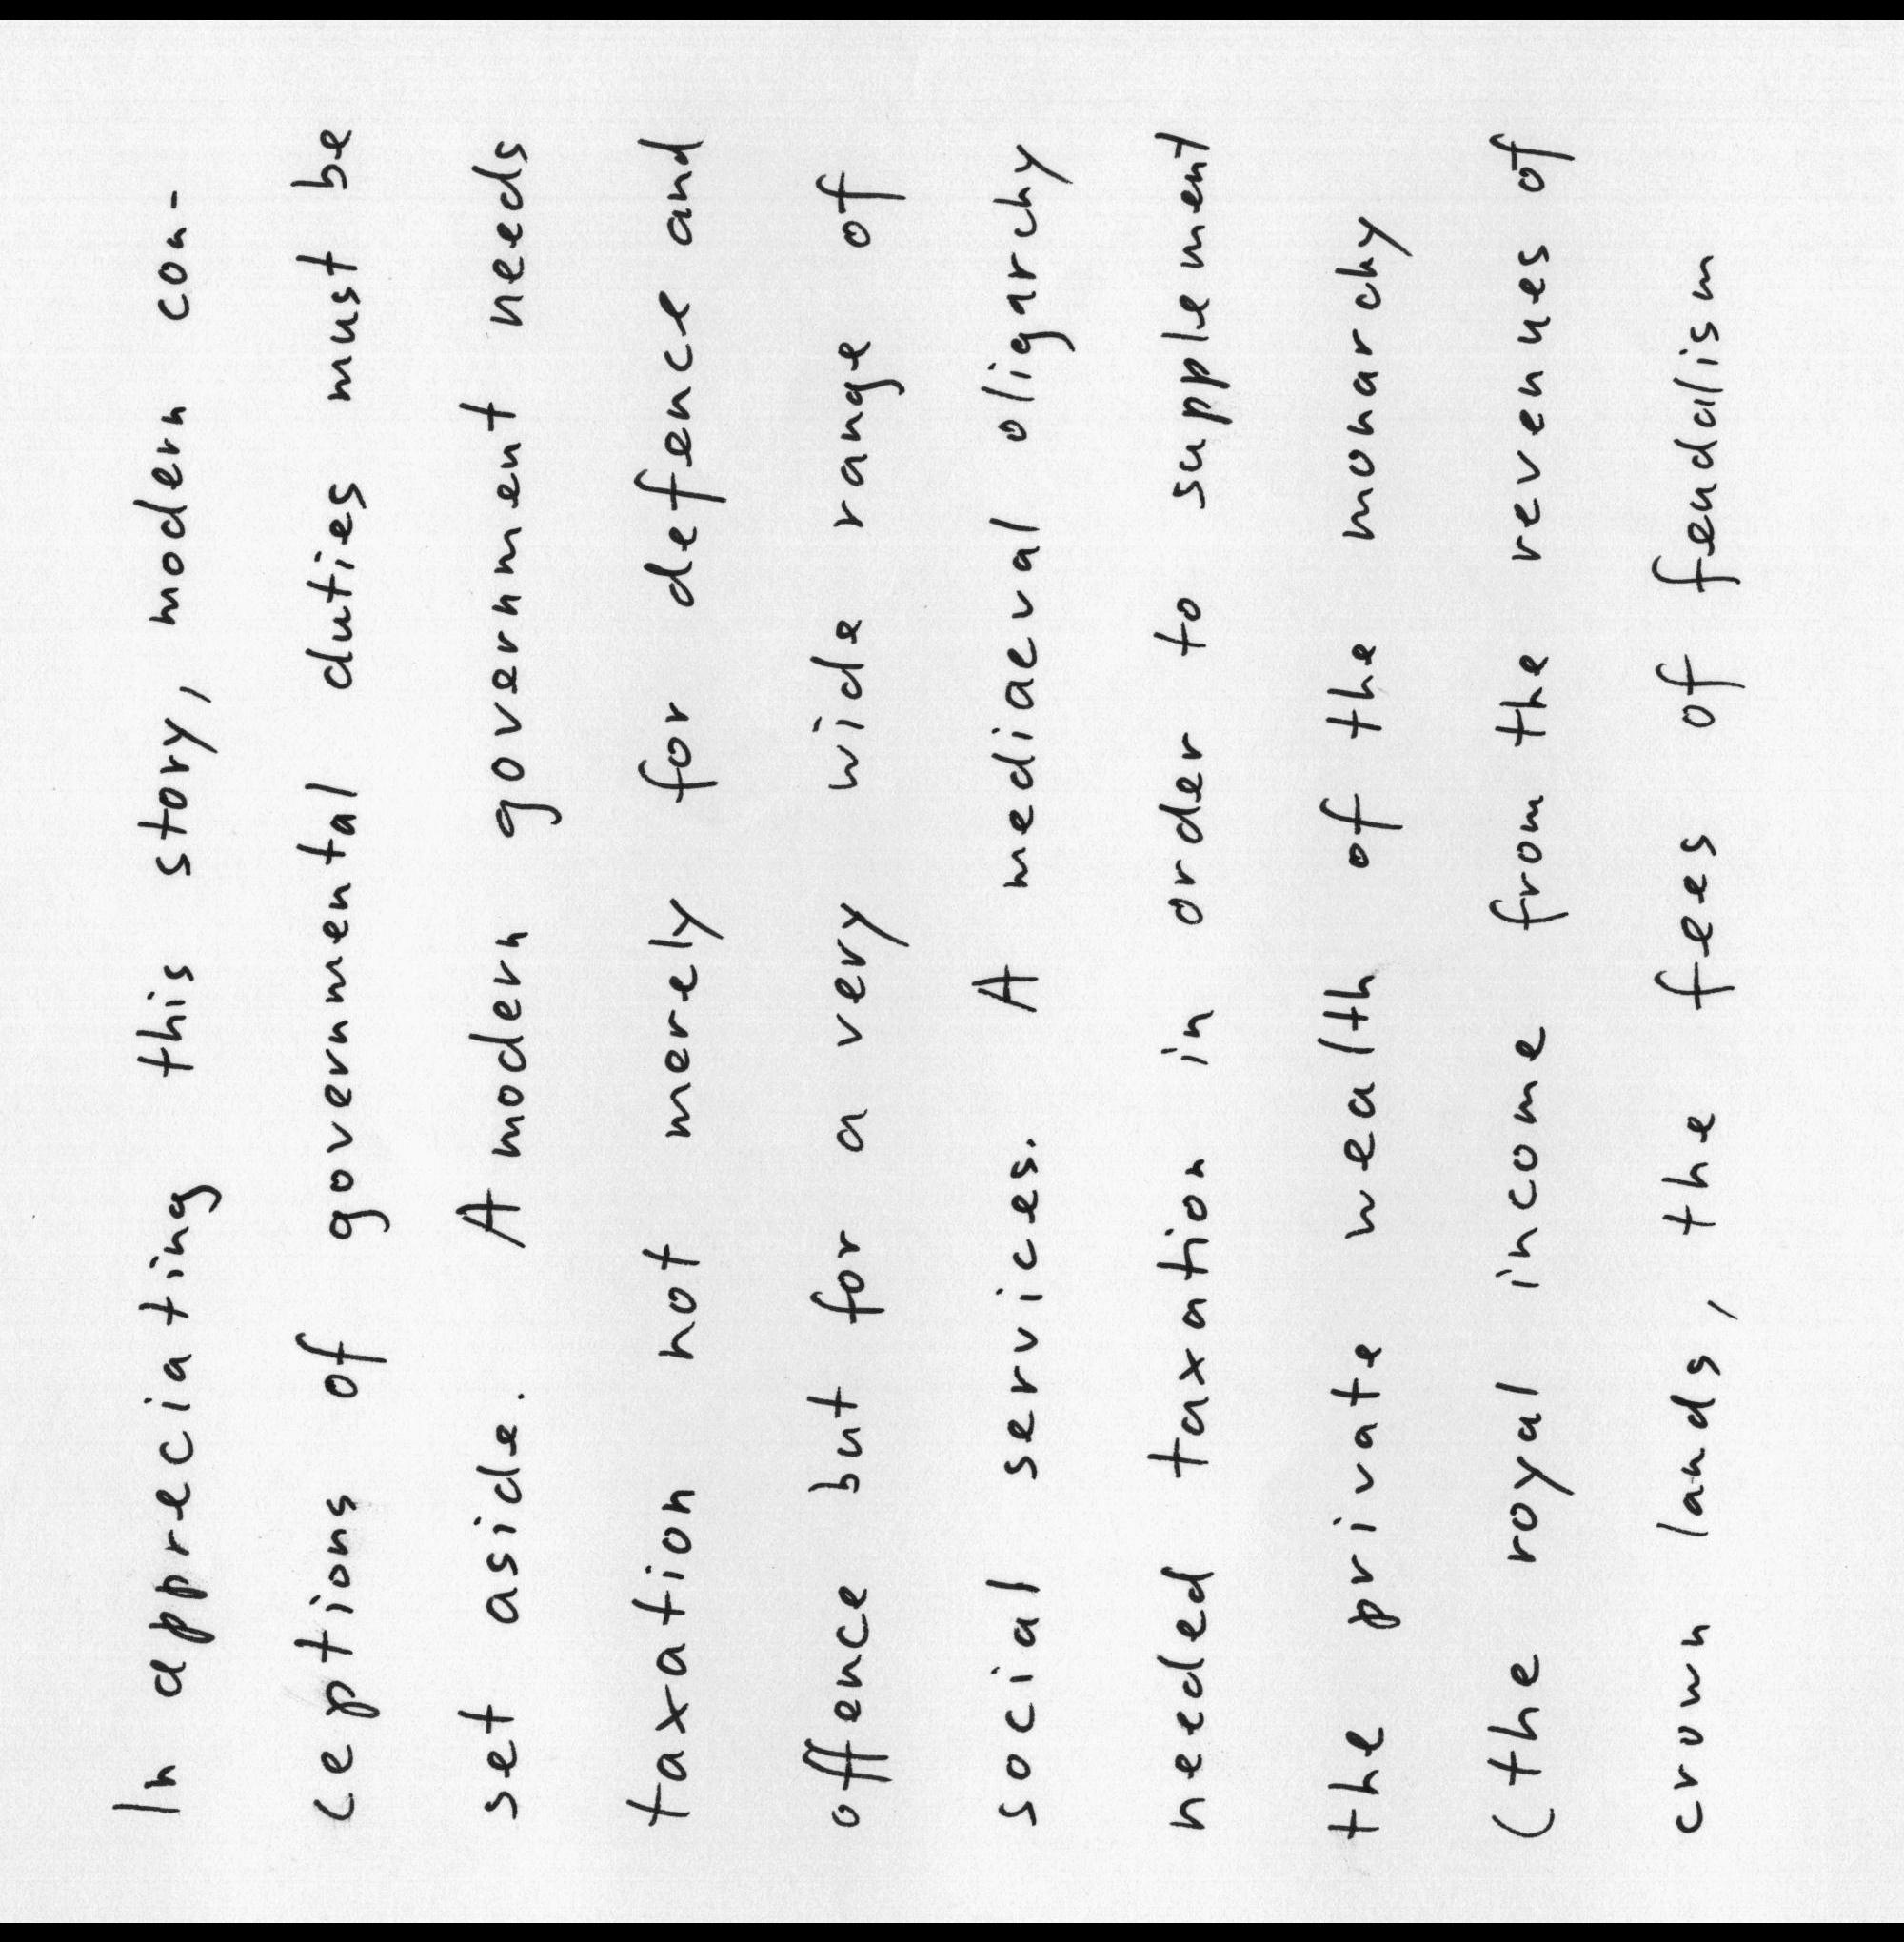 In appreciating this story, modern con-
ceptions of governmental duties must be
set aside. A modern government needs
taxation not merely for defence and
offence but for a very wide range of
social services. A mediaeval oligarchy
needed taxation in order to supplement
the private wealth of the monarchy
(the royal income from the revenues of
crown lands, the fees of feudalism